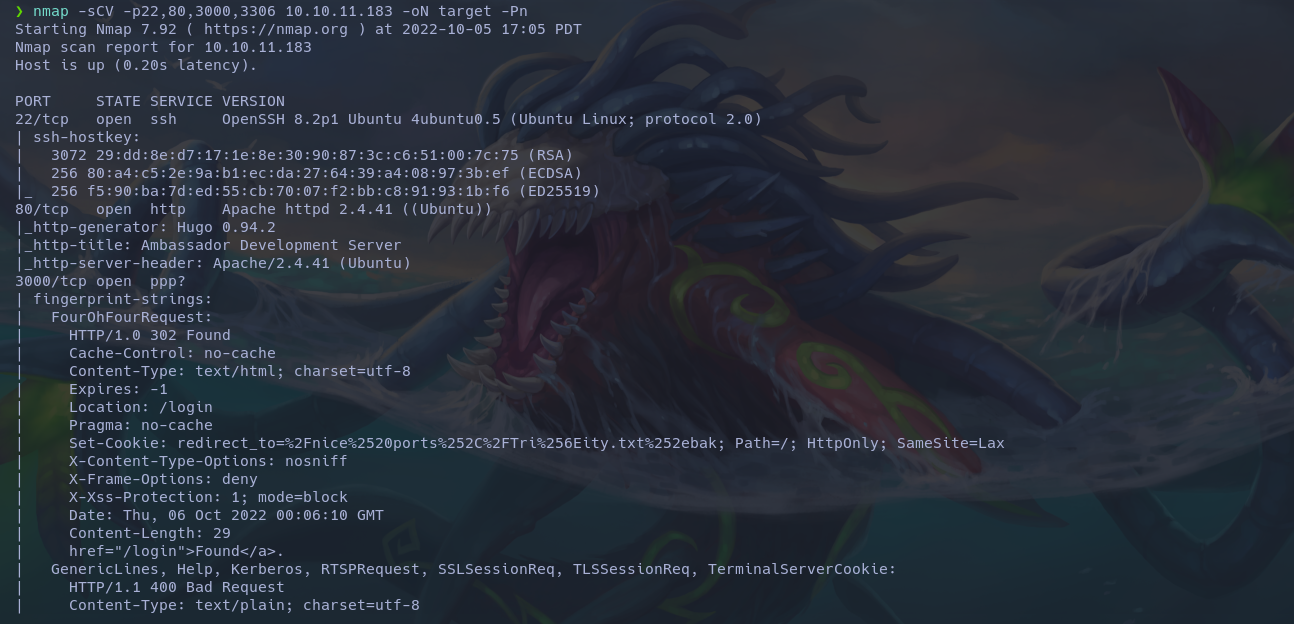 ❯ nmap -sCV -p22,80,3000,3306 10.10.11.183 -oN target -Pn
Starting Nmap 7.92 ( https://nmap.org ) at 2022-10-05 17:05 PDT
Nmap scan report for 10.10.11.183
Host is up (0.20s latency).
PORT     STATE SERVICE VERSION
22/tcp   open  ssh     OpenSSH 8.2p1 Ubuntu 4ubuntu0.5 (Ubuntu Linux; protocol 2.0)
| ssh-hostkey:
|   3072 29:dd:8e:d7:17:1e:8e:30:90:87:3c:c6:51:00:7c:75 (RSA)
|   256 80:a4:c5:2e:9a:b1:ec:da:27:64:39:a4:08:97:3b:ef (ECDSA)
|_  256 f5:90:ba:7d:ed:55:cb:70:07:f2:bb:c8:91:93:1b:f6 (ED25519)
80/tcp   open  http    Apache httpd 2.4.41 ((Ubuntu))
|_http-generator: Hugo 0.94.2
|_http-title: Ambassador Development Server
|_http-server-header: Apache/2.4.41 (Ubuntu)
3000/tcp open  ppp?
| fingerprint-strings:
|   FourOhFourRequest:
|     HTTP/1.0 302 Found
|     Cache-Control: no-cache
|     Content-Type: text/html; charset=utf-8
|     Expires: -1
|     Location: /login
|     Pragma: no-cache
|     Set-Cookie: redirect_to=%2Fnice%2520ports%252C%2FTri%256Eity.txt%252ebak; Path=/; HttpOnly; SameSite=Lax
|     X-Content-Type-Options: nosniff
|     X-Frame-Options: deny
|     X-Xss-Protection: 1; mode=block
|     Date: Thu, 06 Oct 2022 00:06:10 GMT
|     Content-Length: 29
|     href="/login">Found</a>.
|   GenericLines, Help, Kerberos, RTSPRequest, SSLSessionReq, TLSSessionReq, TerminalServerCookie:
|     HTTP/1.1 400 Bad Request
|     Content-Type: text/plain; charset=utf-8